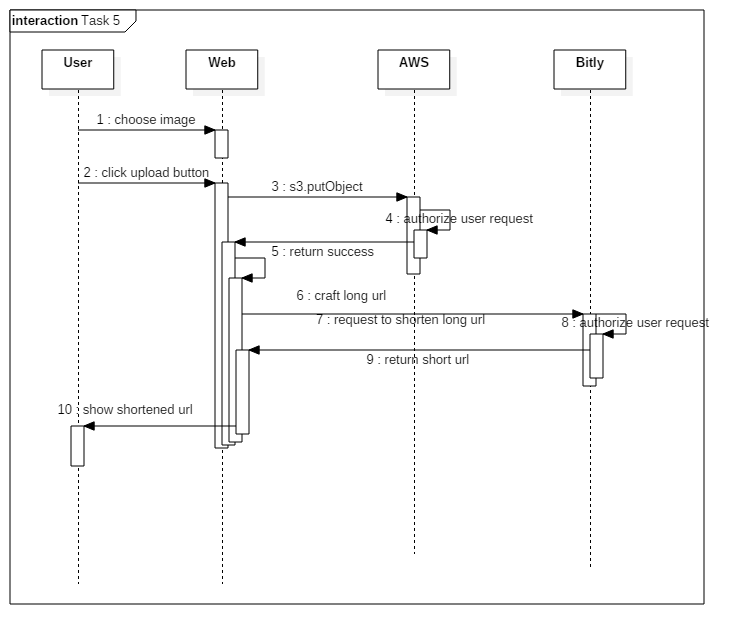 interaction Task 5
User
Web
AWS
Bitly
1 : choose image
2 : click upload button
3 : s3.putObject
4 : authorize user request
5 : return success
6 : craft long url
7 : request to shorten long url
8 : authorize user request
9 : return short url
10 : show shortened url